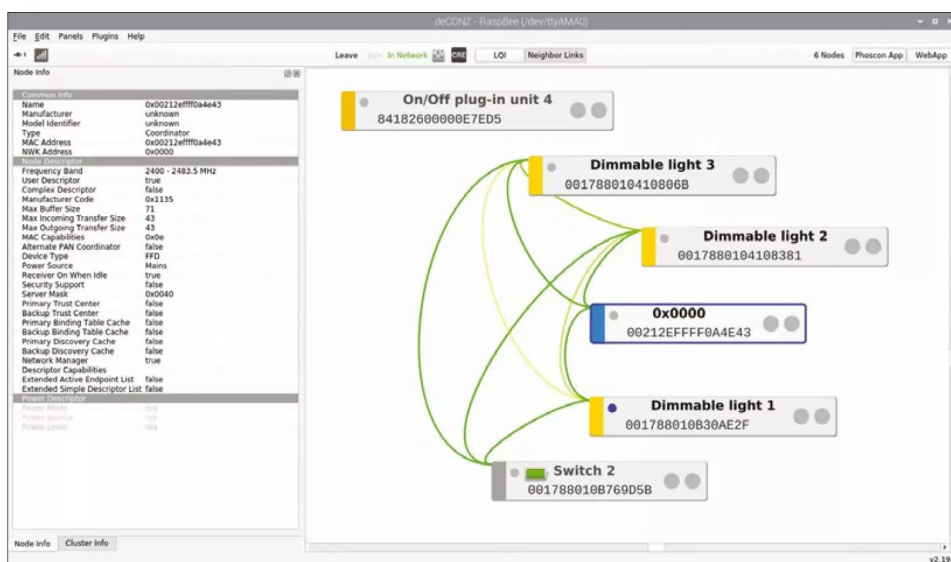 deCONZ - RaspBee (/dev/ttyAMA0)
File Edit Panels Plugins Help
Leave Join In Network CRE LQI Neighbor Links 6 Nodes Phoscon App WebApp
Node Info
Common Info
Name 0x00212effff0a4e43
Manufacturer unknown
Model Identifier unknown
Type Coordinator
MAC Address 0x00212effff0a4e43
NWK Address 0x0000
Node Descriptor
Frequency Band 2400 - 2483.5 MHz
User Descriptor true
Complex Descriptor false
Manufacturer Code 0x1135
Max Buffer Size 71
Max Incoming Transfer Size 43
Max Outgoing Transfer Size 43
MAC Capabilities 0x0e
Alternate PAN Coordinator false
Device Type FFD
Power Source Mains
Receiver On When Idle true
Security Support false
Server Mask 0x0040
Primary Trust Center false
Backup Trust Center false
Primary Binding Table Cache false
Backup Binding Table Cache false
Primary Discovery Cache false
Backup Discovery Cache false
Network Manager true
Descriptor Capabilities
Extended Active Endpoint List false
Extended Simple Descriptor List false
Power Descriptor
Power Mode n/a
Power Source n/a
Power Level n/a
Node Info Cluster Info
On/Off plug-in unit 4
84182600000E7ED5
Dimmable light 3
001788010410806B
Dimmable light 2
0017880104108381
0x0000
00212EFFFF0A4E43
Dimmable light 1
001788010B30AE2F
Switch 2
001788010B769D5B
v2.19